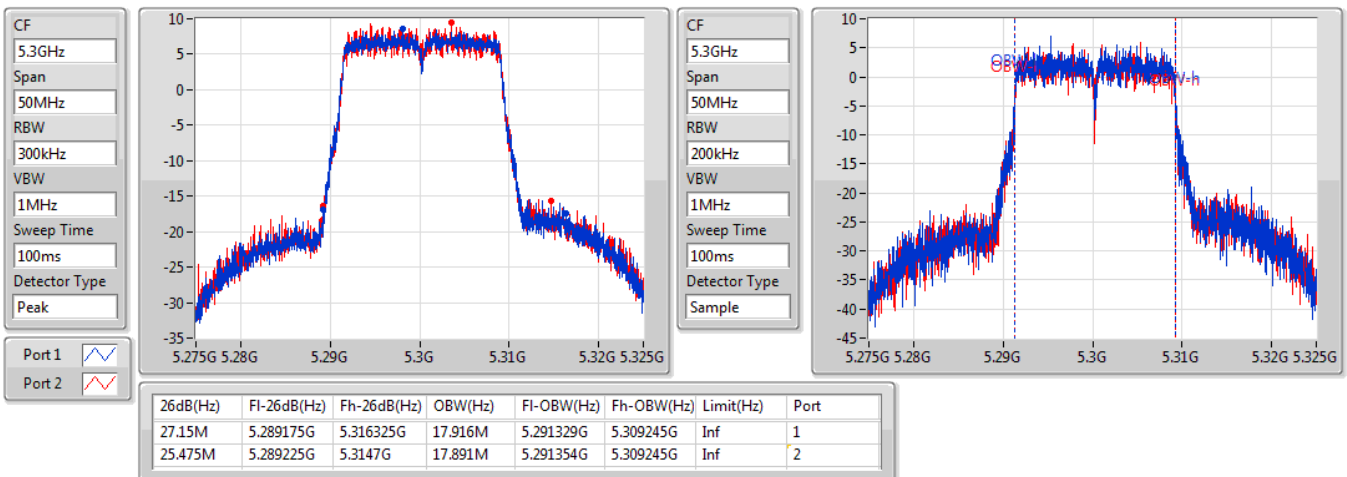 CF
5.3GHz
Span
50MHz
RBW
300kHz
VBW
1MHz
Sweep Time
100ms
Detector Type
Peak
Port 1
Port 2
10
5
0
-5
-10
-15
-20
-25
-30
-35
5.275G 5.28G 5.29G 5.3G 5.31G 5.32G 5.325G
CF
5.3GHz
Span
50MHz
RBW
200kHz
VBW
1MHz
Sweep Time
100ms
Detector Type
Sample
10
5
0
-5
-10
-15
-20
-25
-30
-35
-40
-45
5.275G 5.28G 5.29G 5.3G 5.31G 5.32G 5.325G
26dB(Hz) Fl-26dB(Hz) Fh-26dB(Hz) OBW(Hz) Fl-OBW(Hz) Fh-OBW(Hz) Limit(Hz) Port
27.15M 5.289175G 5.316325G 17.916M 5.291329G 5.309245G Inf 1
25.475M 5.289225G 5.3147G 17.891M 5.291354G 5.309245G Inf 2